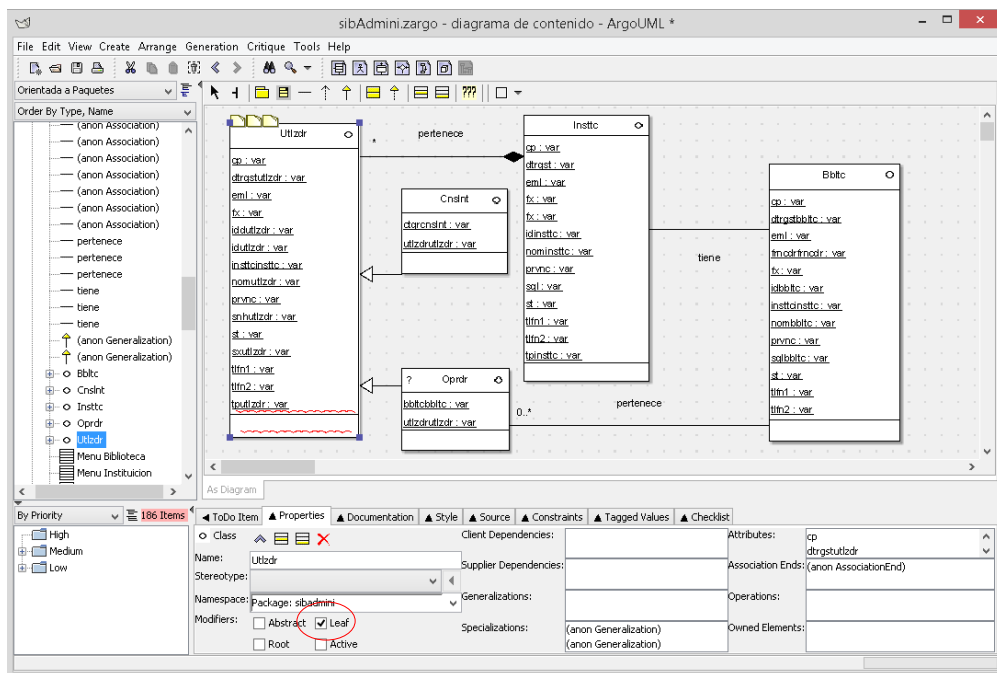 sibAdmini.zargo - diagrama de contenido - ArgoUML *
File Edit View Create Arrange Generation Critique Tools Help
Orientada a Paquetes
Order By Type, Name
(anon Association)
(anon Association)
(anon Association)
(anon Association)
(anon Association)
(anon Association)
(anon Association)
pertenece
pertenece
pertenece
tiene
tiene
tiene
(anon Generalization)
(anon Generalization)
Bbltc
Cnslnt
Insttc
Oprdr
Utlzdr
Menu Biblioteca
Menu Instituicion
???
Utlzdr
cp : var
dtrgstutlzdr : var
eml : var
fx : var
iddutlzdr : var
idutlzdr : var
insttcinsttc : var
nomutlzdr : var
prvnc : var
snhutlzdr : var
st : var
sxutlzdr : var
tlfn1 : var
tlfn2 : var
tputlzdr : var
*
pertenece
Cnslnt
dtqrcnslnt : var
utlzdrutlzdr : var
Insttc
cp : var
dtrgst : var
eml : var
fx : var
fx : var
idinsttc : var
nominsttc : var
prvnc : var
sql : var
st : var
tlfn1 : var
tlfn2 : var
tpinsttc : var
tiene
Bbltc
cp : var
dtrgstbbltc : var
eml : var
frncdrfrncdr : var
fx : var
idbbltc : var
insttcinsttc : var
nombbltc : var
prvnc : var
sqlbbltc : var
st : var
tlfn1 : var
tlfn2 : var
? Oprdr
bbltcbbltc : var
utlzdrutlzdr : var
0..*
pertenece
As Diagram
By Priority
186 Items
High
Medium
Low
ToDo Item
Properties
Documentation
Style
Source
Constraints
Tagged Values
Checklist
Class
Name:
Utlzdr
Stereotype:
Namespace:
Package: sibadmini
Modifiers:
Abstract
Leaf
Root
Active
Client Dependencies:
Supplier Dependencies:
Generalizations:
Specializations:
(anon Generalization)
(anon Generalization)
Attributes:
cp
dtrgstutlzdr
Association Ends:
(anon AssociationEnd)
Operations:
Owned Elements: